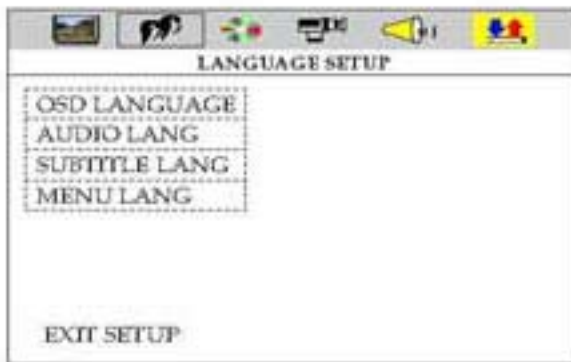 LANGUAGE SETUP
OSD LANGUAGE
AUDIO LANG
SUBTITLE LANG
MENU LANG
EXIT SETUP